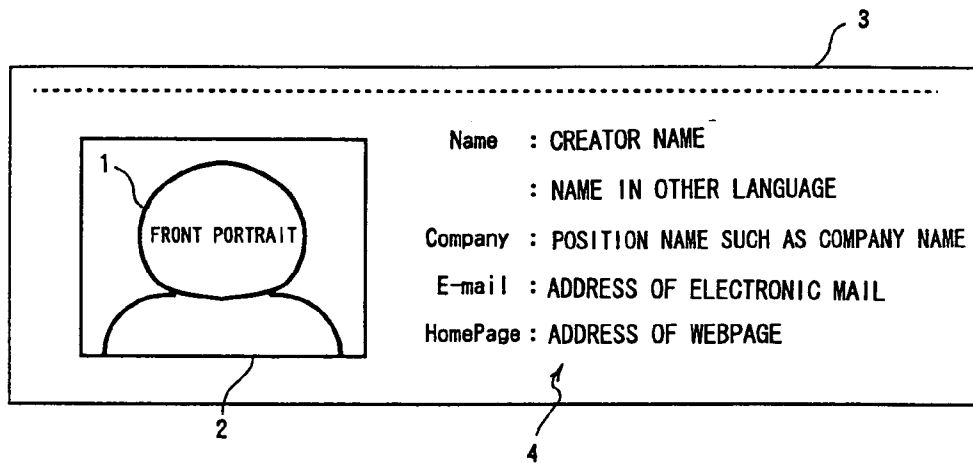 3
Name : CREATOR NAME
: NAME IN OTHER LANGUAGE
1
FRONT PORTRAIT
Company : POSITION NAME SUCH AS COMPANY NAME
E-mail : ADDRESS OF ELECTRONIC MAIL
HomePage : ADDRESS OF WEBPAGE
2
4